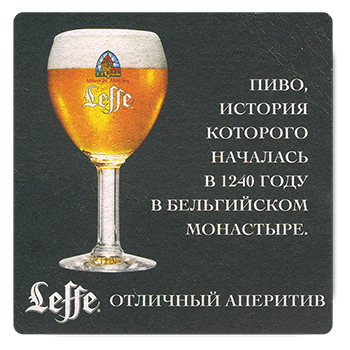 Leffe
ПИВО,
ИСТОРИЯ
КОТОРОГО
НАЧАЛАСЬ
В 1240 ГОДУ
В БЕЛЬГИЙСКОМ
МОНАСТЫРЕ.
Leffe® ОТЛИЧНЫЙ АПЕРИТИВ